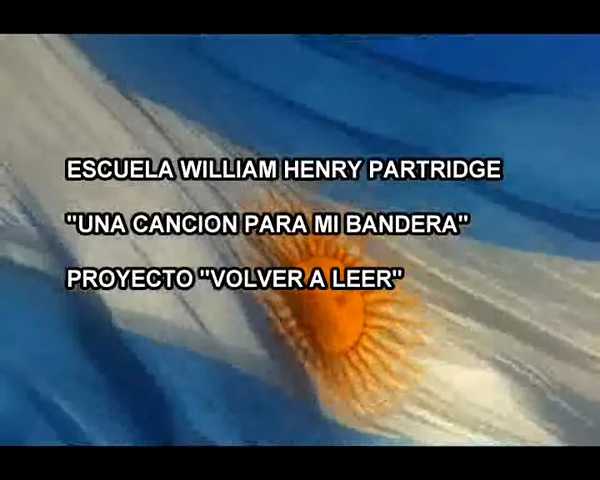 ESCUELA WILLIAM HENRY PARTRIDGE
"UNA CANCION PARA MI BANDERA"
PROYECTO "VOLVER A LEER"